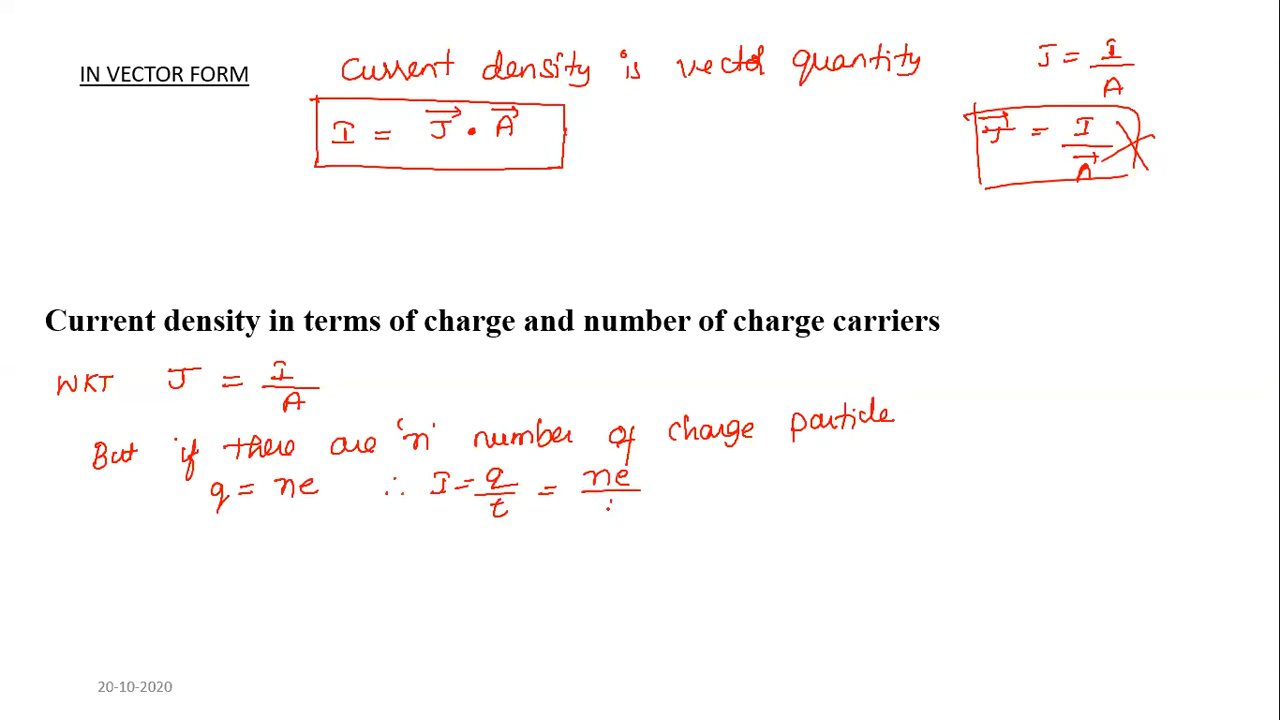 IN VECTOR FORM
Current density is vector quantity
J = I/A
I = J⃗ • A⃗
J⃗ = I/A⃗
Current density in terms of charge and number of charge carriers
WKT J = I/A
But if there are 'n' number of charge particle
q = ne ∴ I = q/t = ne/
20-10-2020